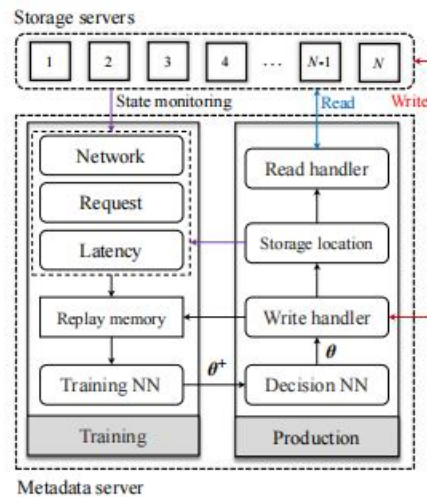 Storage servers
1 2 3 4 ... N-1 N
State monitoring
Read
Write
Network
Request
Latency
Replay memory
Training NN
Training
θ⁺
Read handler
Storage location
Write handler
θ
Decision NN
Production
Metadata server